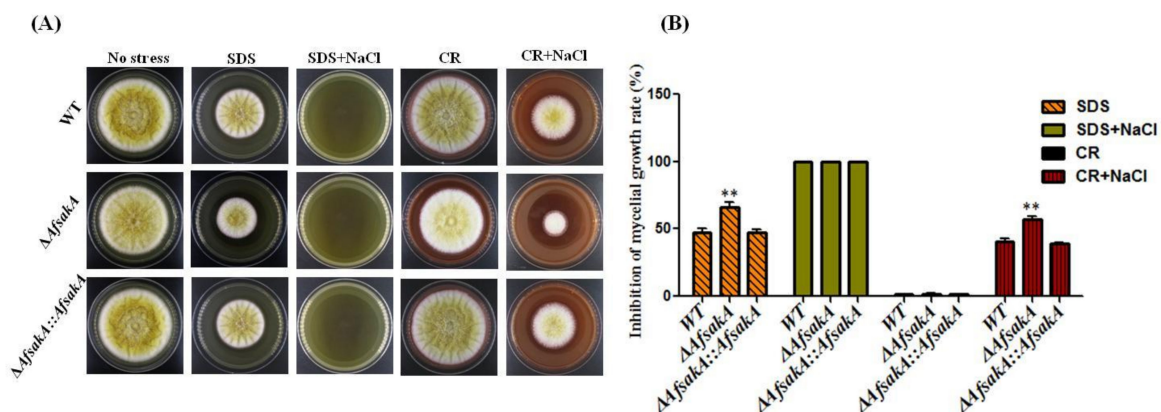 (A)
No stress SDS SDS+NaCl CR CR+NaCl
WT
ΔAfsakA
ΔAfsakA::AfsakA
(B)
Inhibition of mycelial growth rate (%)
150
100
50
0
** **
SDS
SDS+NaCl
CR
CR+NaCl
WT ΔAfsakA ΔAfsakA::AfsakA WT ΔAfsakA ΔAfsakA::AfsakA WT ΔAfsakA ΔAfsakA::AfsakA WT ΔAfsakA ΔAfsakA::AfsakA